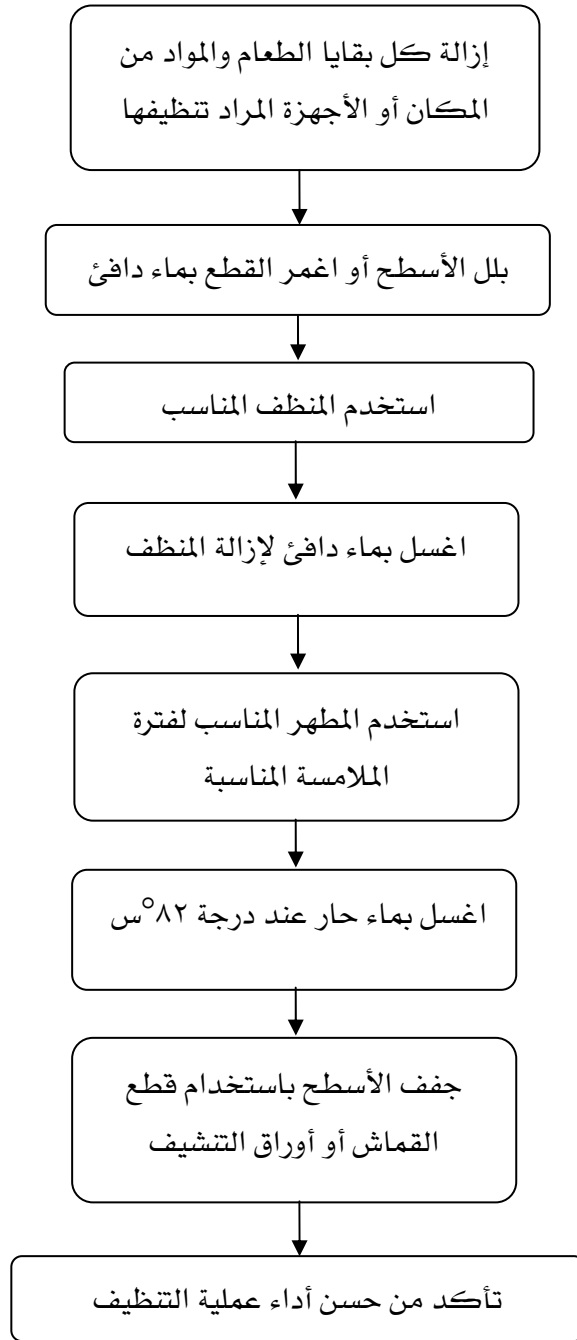 إزالة كل بقايا الطعام والمواد من
المكان أو الأجهزة المراد تنظيفها
بلل الأسطح أو اغمر القطع بماء دافئ
استخدم المنظف المناسب
اغسل بماء دافئ لإزالة المنظف
استخدم المطهر المناسب لفترة
الملامسة المناسبة
اغسل بماء حار عند درجة ٨٢°س
جفف الأسطح باستخدام قطع
القماش أو أوراق التنشيف
تأكد من حسن أداء عملية التنظيف